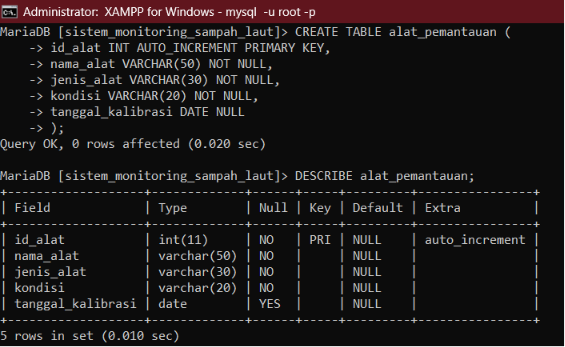 Administrator: XAMPP for Windows - mysql -u root -p
MariaDB [sistem_monitoring_sampah_laut]> CREATE TABLE alat_pemantauan (
    -> id_alat INT AUTO_INCREMENT PRIMARY KEY,
    -> nama_alat VARCHAR(50) NOT NULL,
    -> jenis_alat VARCHAR(30) NOT NULL,
    -> kondisi VARCHAR(20) NOT NULL,
    -> tanggal_kalibrasi DATE NULL
    -> );
Query OK, 0 rows affected (0.020 sec)

MariaDB [sistem_monitoring_sampah_laut]> DESCRIBE alat_pemantauan;
+-------------------+-------------+------+-----+---------+----------------+
| Field             | Type        | Null | Key | Default | Extra          |
+-------------------+-------------+------+-----+---------+----------------+
| id_alat           | int(11)     | NO   | PRI | NULL    | auto_increment |
| nama_alat         | varchar(50) | NO   |     | NULL    |                |
| jenis_alat        | varchar(30) | NO   |     | NULL    |                |
| kondisi           | varchar(20) | NO   |     | NULL    |                |
| tanggal_kalibrasi | date        | YES  |     | NULL    |                |
+-------------------+-------------+------+-----+---------+----------------+
5 rows in set (0.010 sec)